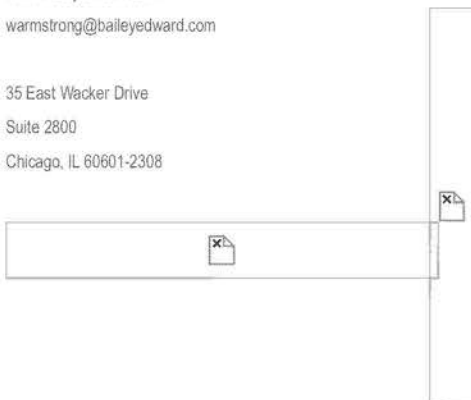 warmstrong@baileyedward.com
35 East Wacker Drive
Suite 2800
Chicago, IL 60601-2308